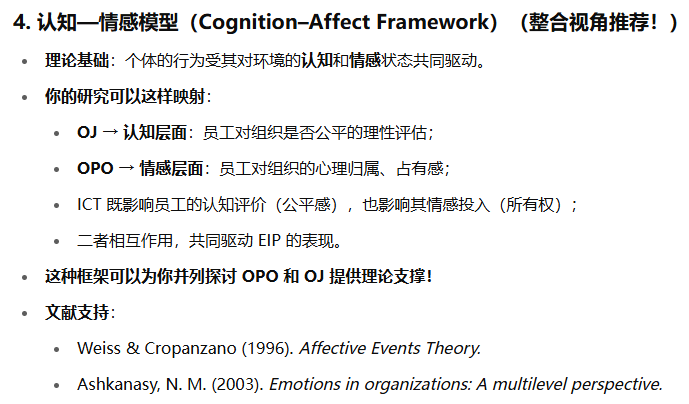 4. 认知—情感模型（Cognition–Affect Framework）（整合视角推荐！）
理论基础：个体的行为受其对环境的认知和情感状态共同驱动。
你的研究可以这样映射：
OJ → 认知层面：员工对组织是否公平的理性评估；
OPO → 情感层面：员工对组织的心理归属、占有感；
ICT 既影响员工的认知评价（公平感），也影响其情感投入（所有权）；
二者相互作用，共同驱动 EIP 的表现。
这种框架可以为你并列探讨 OPO 和 OJ 提供理论支撑！
文献支持：
Weiss & Cropanzano (1996). Affective Events Theory.
Ashkanasy, N. M. (2003). Emotions in organizations: A multilevel perspective.